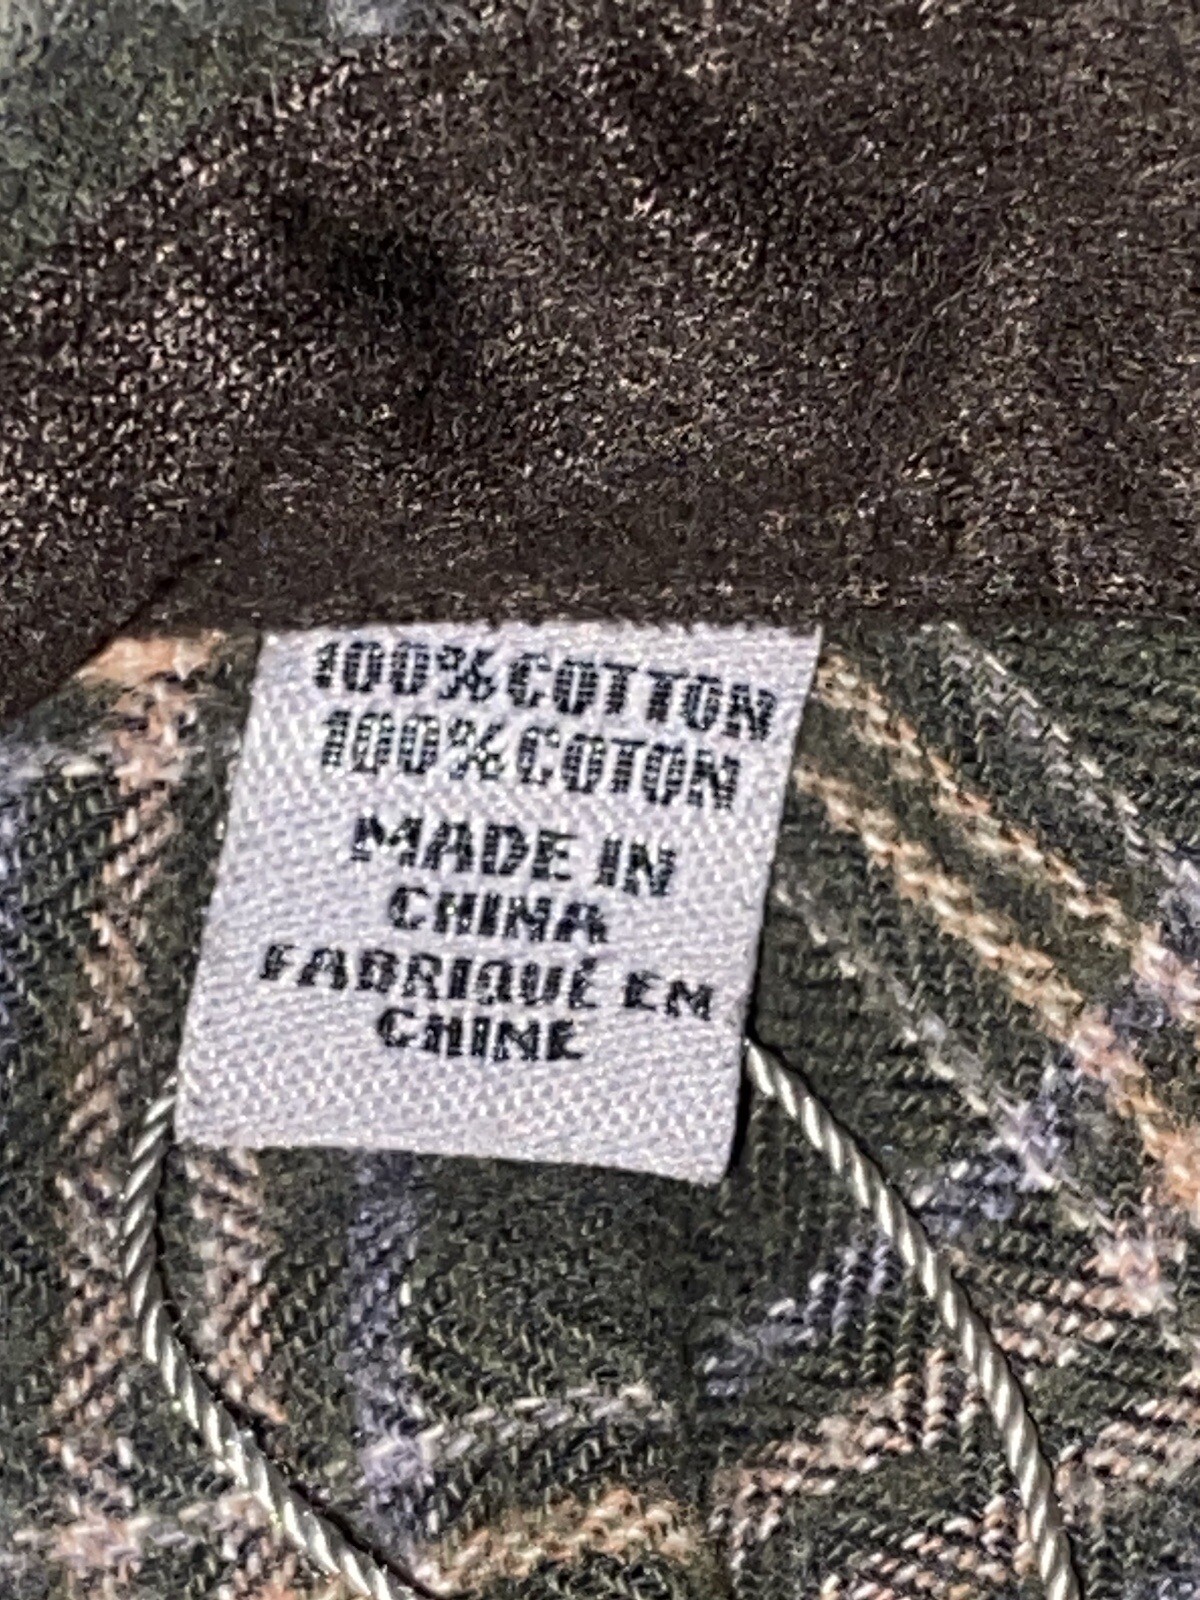 100% COTTON
100% COTON
MADE IN
CHINA
FABRIQUÉ EN
CHINE